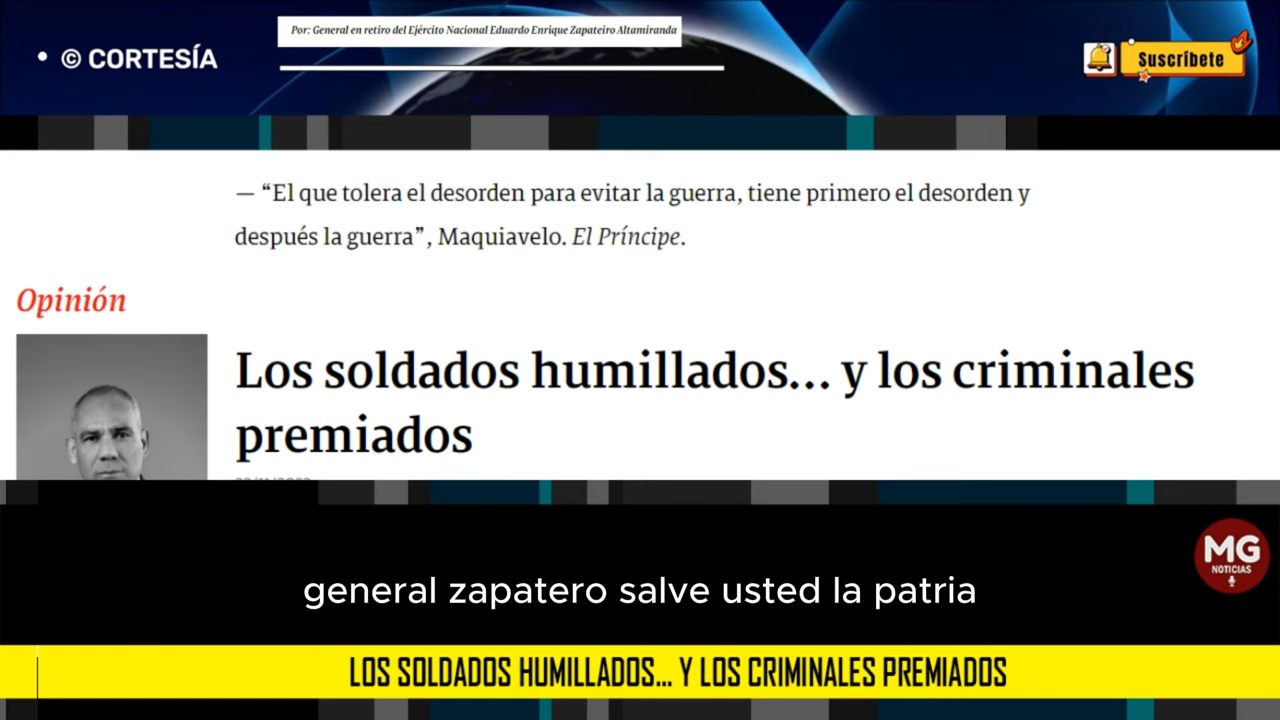 Por: General en retiro del Ejército Nacional Eduardo Enrique Zapateiro Altamiranda
• © CORTESÍA
Suscríbete
— “El que tolera el desorden para evitar la guerra, tiene primero el desorden y
después la guerra”, Maquiavelo. El Príncipe.
Opinión
Los soldados humillados... y los criminales
premiados
MG
NOTICIAS
general zapatero salve usted la patria
LOS SOLDADOS HUMILLADOS... Y LOS CRIMINALES PREMIADOS